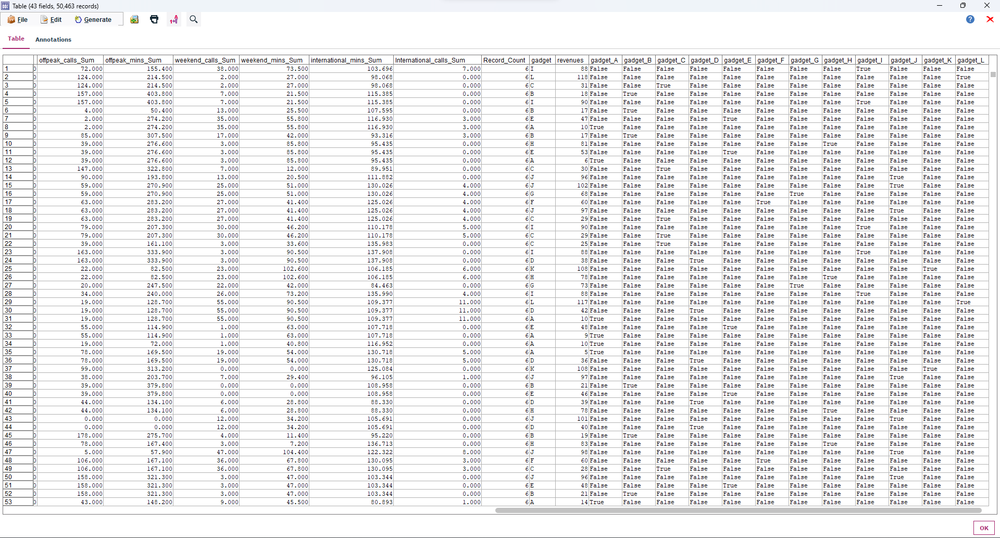 Table (43 fields, 50,463 records)
File Edit Generate
Table Annotations
offpeak_calls_Sum offpeak_mins_Sum weekend_calls_Sum weekend_mins_Sum international_mins_Sum International_calls_Sum Record_Count gadget revenues gadget_A gadget_B gadget_C gadget_D gadget_E gadget_F gadget_G gadget_H gadget_I gadget_J gadget_K gadget_L
1 72.000 155.400 38.000 73.500 103.696 7.000 6 I 88 False False False False False False False False True False False False
2 124.000 214.500 2.000 27.000 98.068 0.000 6 L 118 False False False False False False False False False False False True
3 124.000 214.500 2.000 27.000 98.068 0.000 6 C 31 False False True False False False False False False False False False
4 157.000 403.800 7.000 21.500 115.385 0.000 6 B 18 False True False False False False False False False False False False
5 157.000 403.800 7.000 21.500 115.385 0.000 6 I 90 False False False False False False False False True False False False
6 4.000 50.400 13.000 25.500 107.595 0.000 6 B 17 False True False False False False False False False False False False
7 2.000 274.200 35.000 55.800 116.930 3.000 6 E 47 False False False False True False False False False False False False
8 2.000 274.200 35.000 55.800 116.930 3.000 6 A 10 True False False False False False False False False False False False
9 85.000 307.500 17.000 42.000 93.316 3.000 6 B 17 False True False False False False False False False False False False
10 39.000 276.600 3.000 85.800 95.435 0.000 6 H 81 False False False False False False False True False False False False
11 39.000 276.600 3.000 85.800 95.435 0.000 6 E 53 False False False False True False False False False False False False
12 39.000 276.600 3.000 85.800 95.435 0.000 6 A 6 True False False False False False False False False False False False
13 147.000 322.800 7.000 12.000 89.951 0.000 6 C 30 False False True False False False False False False False False False
14 90.000 193.800 13.000 20.500 111.882 0.000 6 J 96 False False False False False False False False False True False False
15 59.000 270.900 25.000 51.000 130.026 4.000 6 J 102 False False False False False False False False False True False False
16 59.000 270.900 25.000 51.000 130.026 4.000 6 G 68 False False False False False False True False False False False False
17 63.000 283.200 27.000 41.400 125.026 4.000 6 F 60 False False False False False True False False False False False False
18 63.000 283.200 27.000 41.400 125.026 4.000 6 J 97 False False False False False False False False False True False False
19 63.000 283.200 27.000 41.400 125.026 4.000 6 C 29 False False True False False False False False False False False False
20 79.000 207.300 30.000 46.200 110.178 5.000 6 I 90 False False False False False False False False True False False False
21 79.000 207.300 30.000 46.200 110.178 5.000 6 C 29 False False True False False False False False False False False False
22 39.000 161.100 3.000 33.600 135.983 0.000 6 C 25 False False True False False False False False False False False False
23 163.000 333.900 3.000 90.500 137.908 0.000 6 I 88 False False False False False False False False True False False False
24 163.000 333.900 3.000 90.500 137.908 0.000 6 D 38 False False False True False False False False False False False False
25 22.000 82.500 23.000 102.600 106.185 6.000 6 K 108 False False False False False False False False False False True False
26 22.000 82.500 23.000 102.600 106.185 6.000 6 H 78 False False False False False False False True False False False False
27 20.000 247.500 22.000 42.000 84.463 0.000 6 G 73 False False False False False False True False False False False False
28 34.000 240.000 26.000 73.200 135.990 4.000 6 I 88 False False False False False False False False True False False False
29 19.000 128.700 55.000 90.500 109.377 11.000 6 L 117 False False False False False False False False False False False True
30 19.000 128.700 55.000 90.500 109.377 11.000 6 D 42 False False False True False False False False False False False False
31 19.000 128.700 55.000 90.500 109.377 11.000 6 A 10 True False False False False False False False False False False False
32 55.000 114.900 1.000 63.000 107.718 0.000 6 E 48 False False False False True False False False False False False False
33 55.000 114.900 1.000 63.000 107.718 0.000 6 A 9 True False False False False False False False False False False False
34 19.000 72.000 1.000 40.800 116.952 0.000 6 A 10 True False False False False False False False False False False False
35 78.000 169.500 19.000 54.000 130.718 5.000 6 A 5 True False False False False False False False False False False False
36 78.000 169.500 19.000 54.000 130.718 5.000 6 D 36 False False False True False False False False False False False False
37 99.000 313.200 0.000 0.000 125.084 0.000 6 K 108 False False False False False False False False False False True False
38 38.000 203.700 7.000 29.400 96.105 1.000 6 J 97 False False False False False False False False False True False False
39 39.000 379.800 0.000 0.000 108.958 0.000 6 B 21 False True False False False False False False False False False False
40 39.000 379.800 0.000 0.000 108.958 0.000 6 E 46 False False False False True False False False False False False False
41 44.000 134.100 6.000 28.800 88.330 0.000 6 D 39 False False False True False False False False False False False False
42 44.000 134.100 6.000 28.800 88.330 0.000 6 H 78 False False False False False False False True False False False False
43 0.000 0.000 12.000 34.200 105.691 0.000 6 J 101 False False False False False False False False False True False False
44 0.000 0.000 12.000 34.200 105.691 0.000 6 D 40 False False False True False False False False False False False False
45 178.000 275.700 4.000 11.400 95.220 0.000 6 B 19 False True False False False False False False False False False False
46 78.000 167.400 3.000 7.200 136.713 0.000 6 H 83 False False False False False False False True False False False False
47 5.000 57.900 47.000 104.400 122.322 8.000 6 J 98 False False False False False False False False False True False False
48 106.000 167.100 36.000 67.800 130.095 3.000 6 F 60 False False False False False True False False False False False False
49 106.000 167.100 36.000 67.800 130.095 3.000 6 C 28 False False True False False False False False False False False False
50 158.000 321.300 3.000 47.000 103.344 0.000 6 J 96 False False False False False False False False False True False False
51 158.000 321.300 3.000 47.000 103.344 0.000 6 E 48 False False False False True False False False False False False False
52 158.000 321.300 3.000 47.000 103.344 0.000 6 B 21 False True False False False False False False False False False False
53 43.000 148.200 9.000 45.500 80.893 1.000 6 A 14 True False False False False False False False False False False False
OK